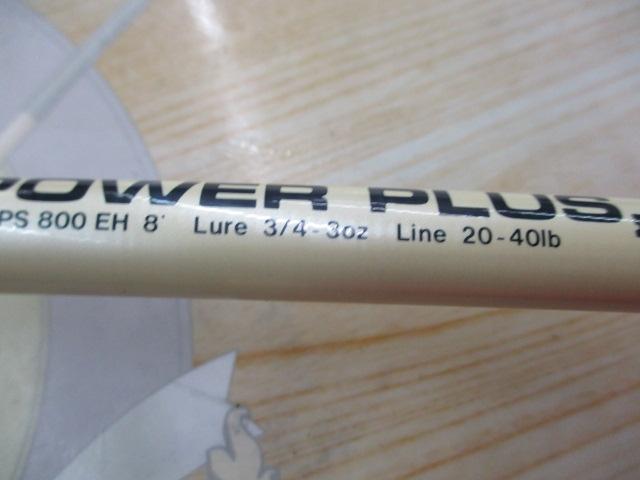 POWER PLUS
PS 800 EH 8' Lure 3/4-3oz Line 20-40lb